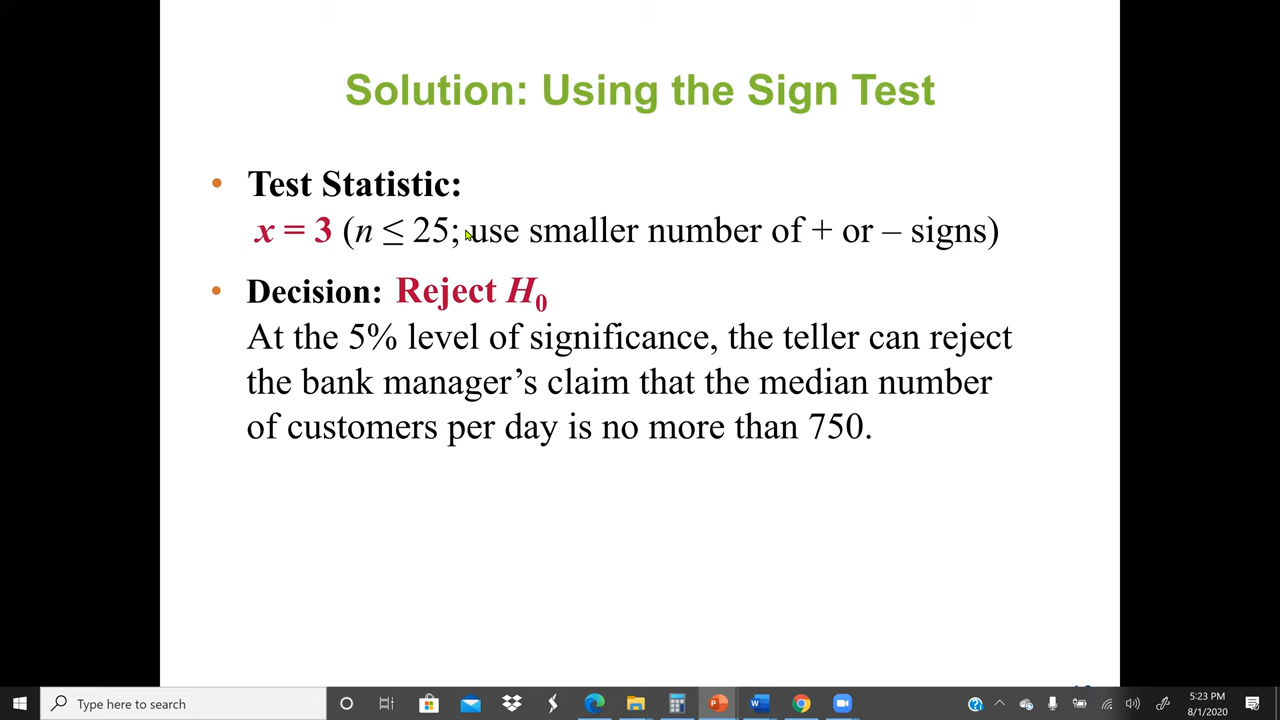 Solution: Using the Sign Test
• Test Statistic:
x = 3 (n ≤ 25; use smaller number of + or – signs)
• Decision: Reject H0
At the 5% level of significance, the teller can reject
the bank manager’s claim that the median number
of customers per day is no more than 750.
Type here to search
5:23 PM
8/1/2020